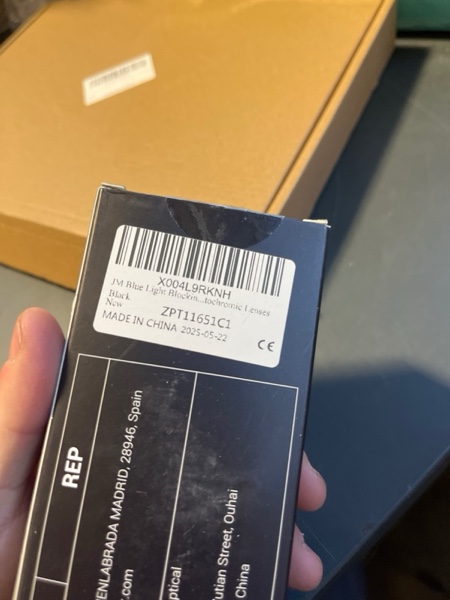 X004L9RKNH
JM Blue Light Blockin...tochromic Lenses
Black
New
ZPT11651C1
MADE IN CHINA 2025-05-22
CE
REP
ENLABRADA MADRID, 28946, Spain
.com
ptical
utian Street, Ouhai
China